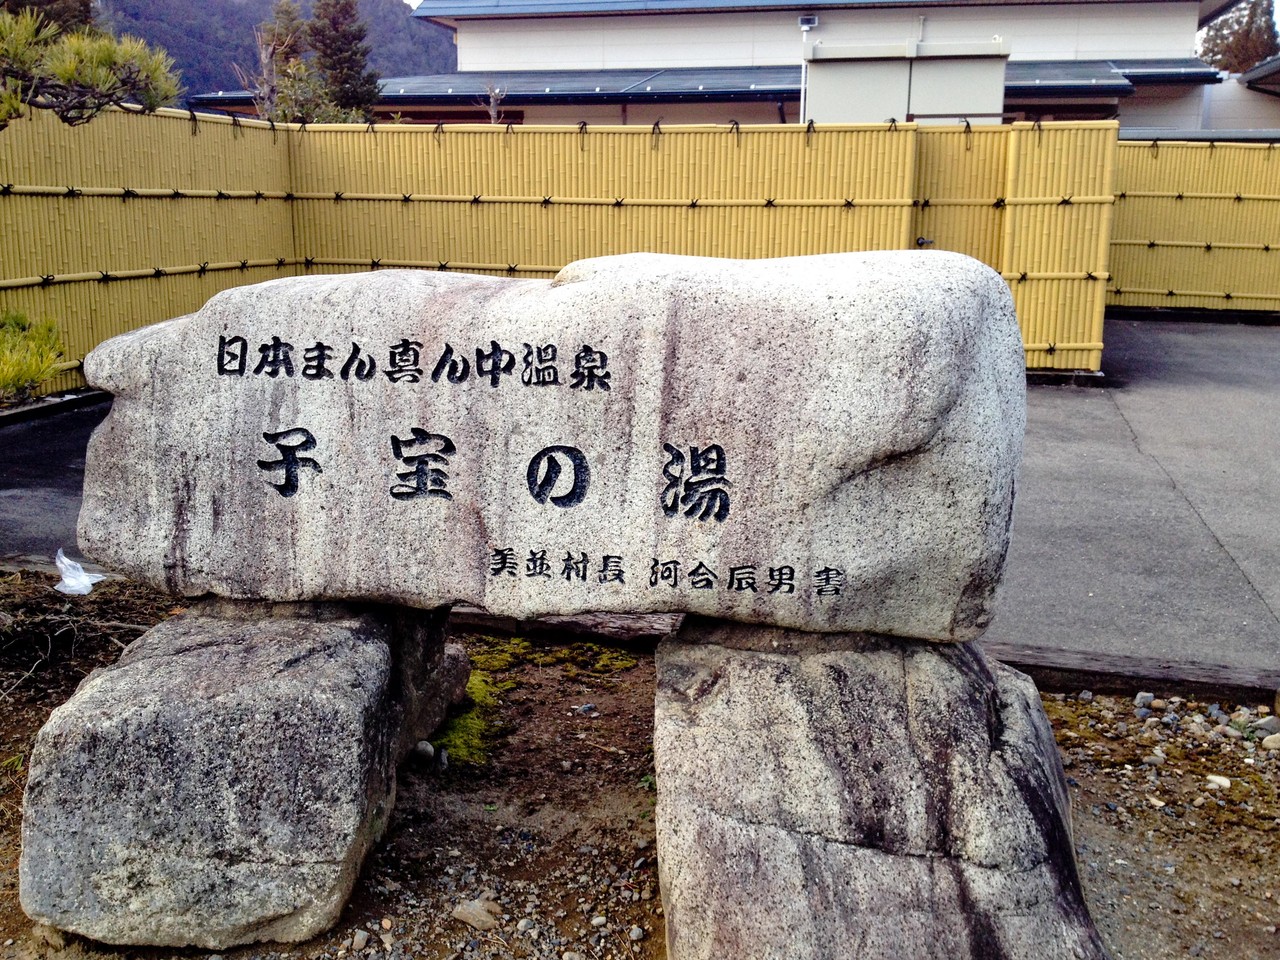 日本まん真ん中温泉
子宝の湯
美並村長 河合辰男書